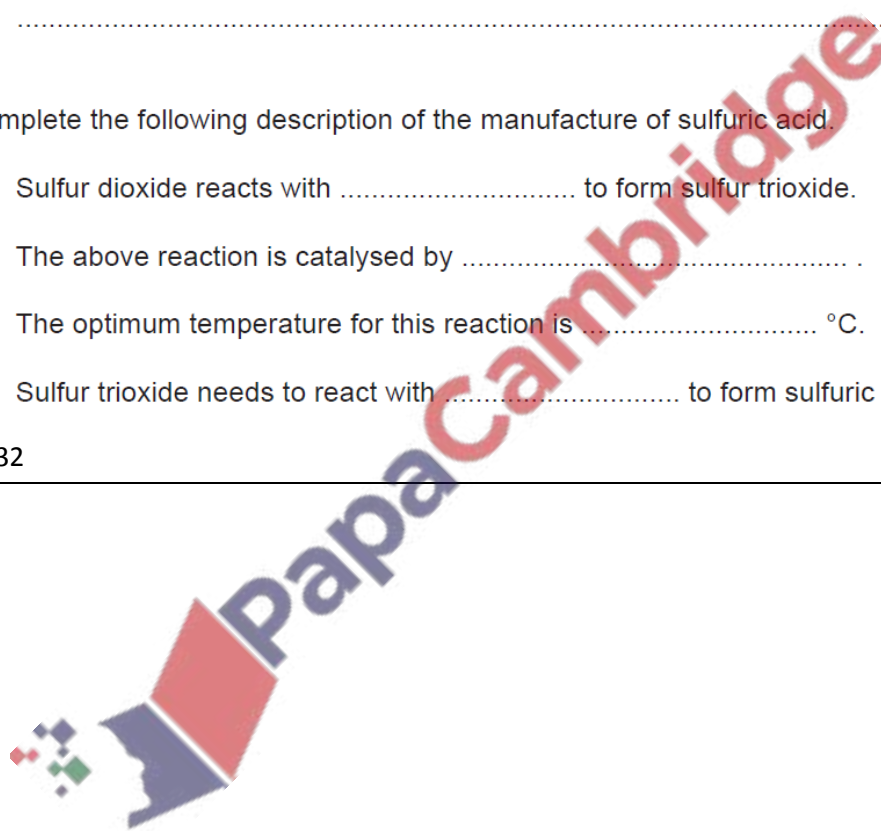 ................................................................................................................
mplete the following description of the manufacture of sulfuric acid.
Sulfur dioxide reacts with .............................. to form sulfur trioxide.
The above reaction is catalysed by ................................................. .
The optimum temperature for this reaction is .............................. °C.
Sulfur trioxide needs to react with .............................. to form sulfuric
32
PapaCambridge